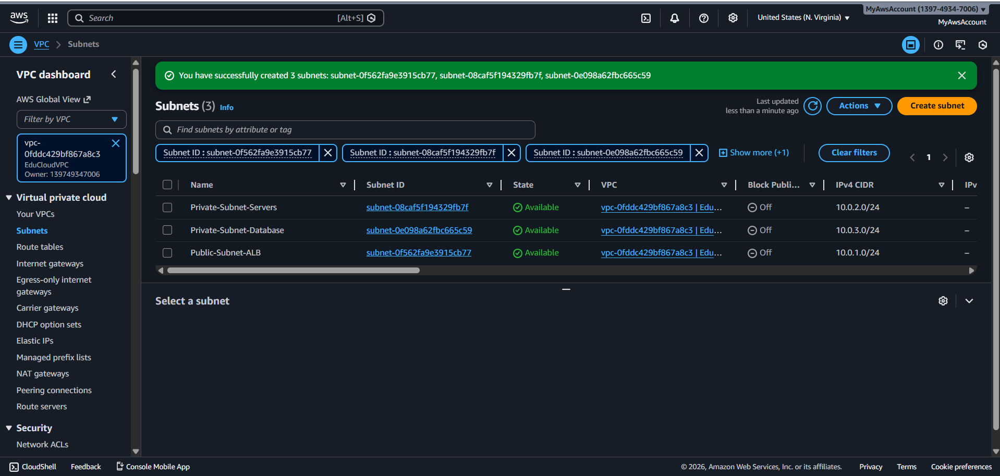 aws
Search [Alt+S]
United States (N. Virginia)
MyAwsAccount (1397-4934-7006)
MyAwsAccount
VPC
Subnets
VPC dashboard
AWS Global View
Filter by VPC
vpc-
0fddc429bf867a8c3
EduCloudVPC
Owner: 139749347006
Virtual private cloud
Your VPCs
Subnets
Route tables
Internet gateways
Egress-only internet
gateways
Carrier gateways
DHCP option sets
Elastic IPs
Managed prefix lists
NAT gateways
Peering connections
Route servers
Security
Network ACLs
You have successfully created 3 subnets: subnet-0f562fa9e3915cb77, subnet-08caf5f194329fb7f, subnet-0e098a62fbc665c59
Subnets (3) Info
Last updated
less than a minute ago
Actions
Create subnet
Find subnets by attribute or tag
Subnet ID : subnet-0f562fa9e3915cb77 Subnet ID : subnet-08caf5f194329fb7f Subnet ID : subnet-0e098a62fbc665c59 Show more (+1) Clear filters 1
Name Subnet ID State VPC Block Publi... IPv4 CIDR IPv
Private-Subnet-Servers subnet-08caf5f194329fb7f Available vpc-0fddc429bf867a8c3 | Edu... Off 10.0.2.0/24 –
Private-Subnet-Database subnet-0e098a62fbc665c59 Available vpc-0fddc429bf867a8c3 | Edu... Off 10.0.3.0/24 –
Public-Subnet-ALB subnet-0f562fa9e3915cb77 Available vpc-0fddc429bf867a8c3 | Edu... Off 10.0.1.0/24 –
Select a subnet
CloudShell Feedback Console Mobile App © 2026, Amazon Web Services, Inc. or its affiliates. Privacy Terms Cookie preferences